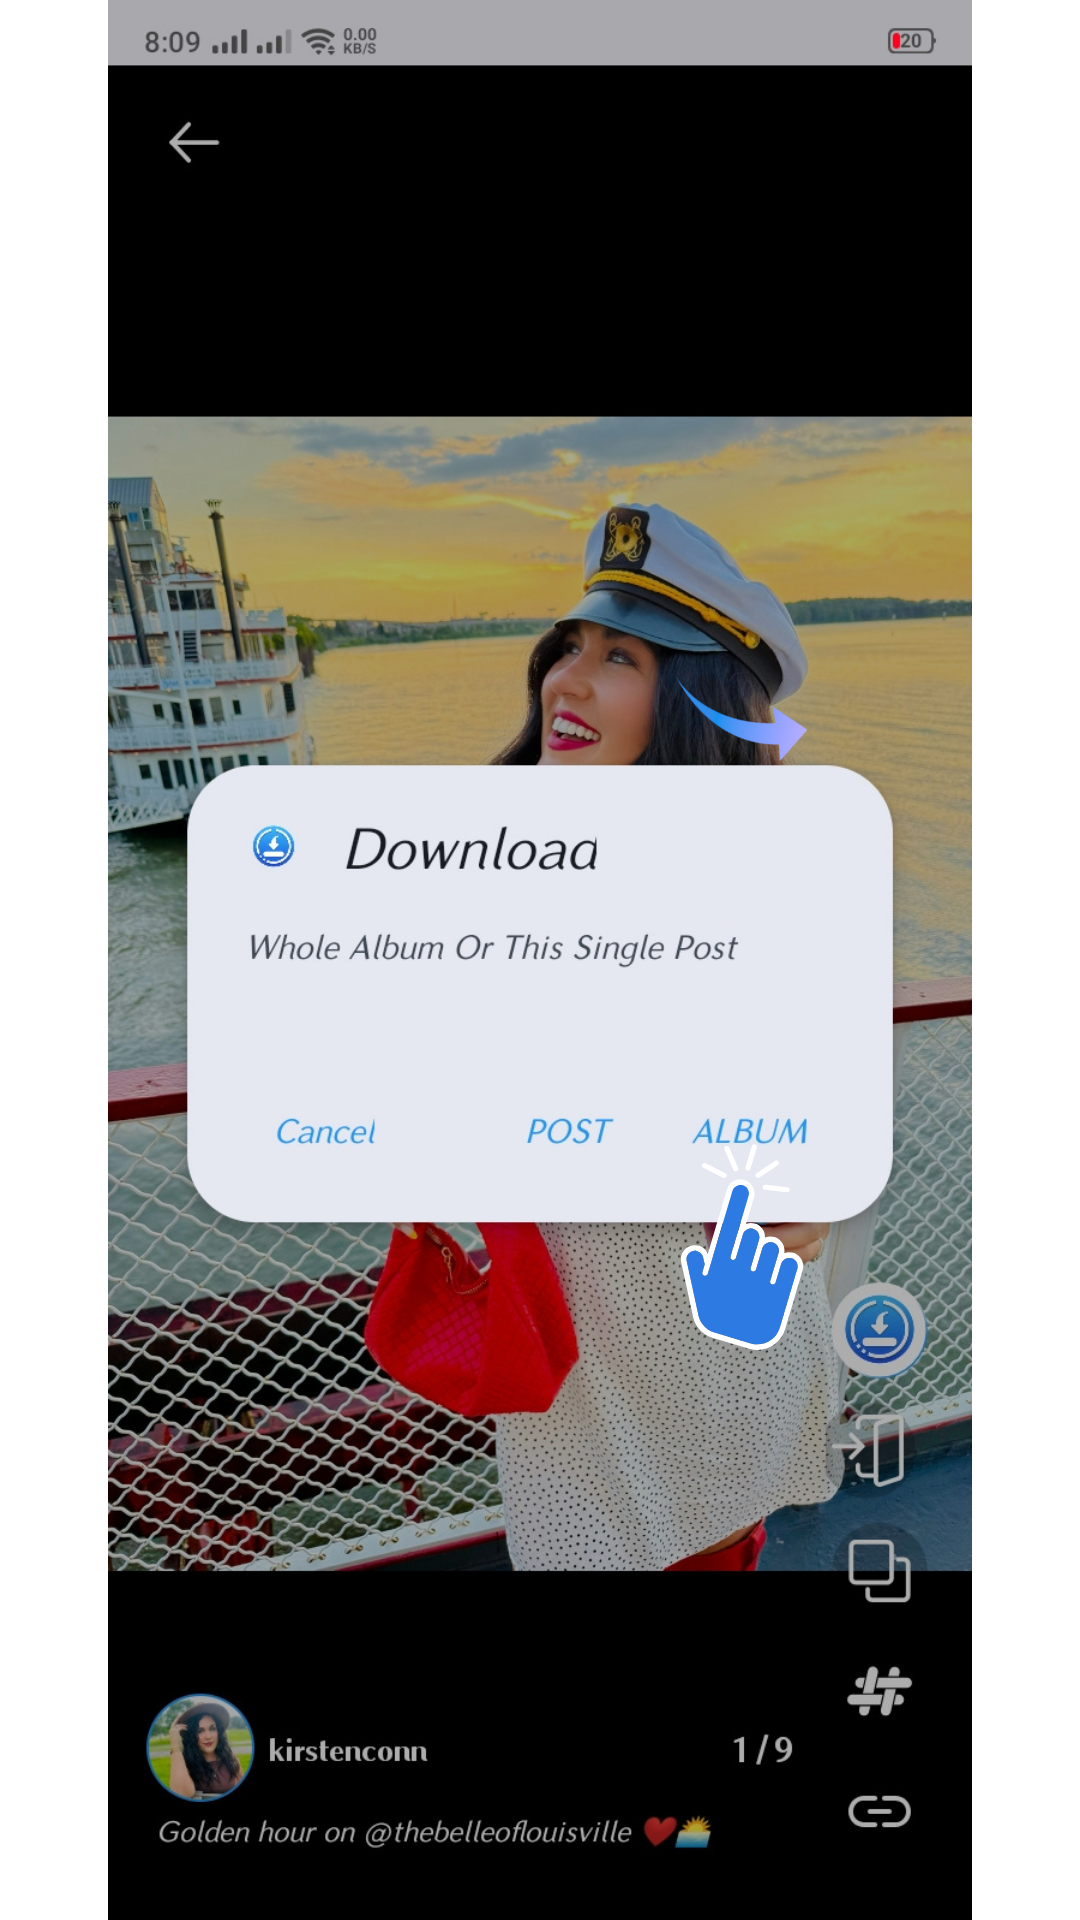 8:09 0.00 KB/S 20
Download
Whole Album Or This Single Post
Cancel POST ALBUM
kirstenconn 1/9
Golden hour on @thebelleoflouisville ❤️🌅